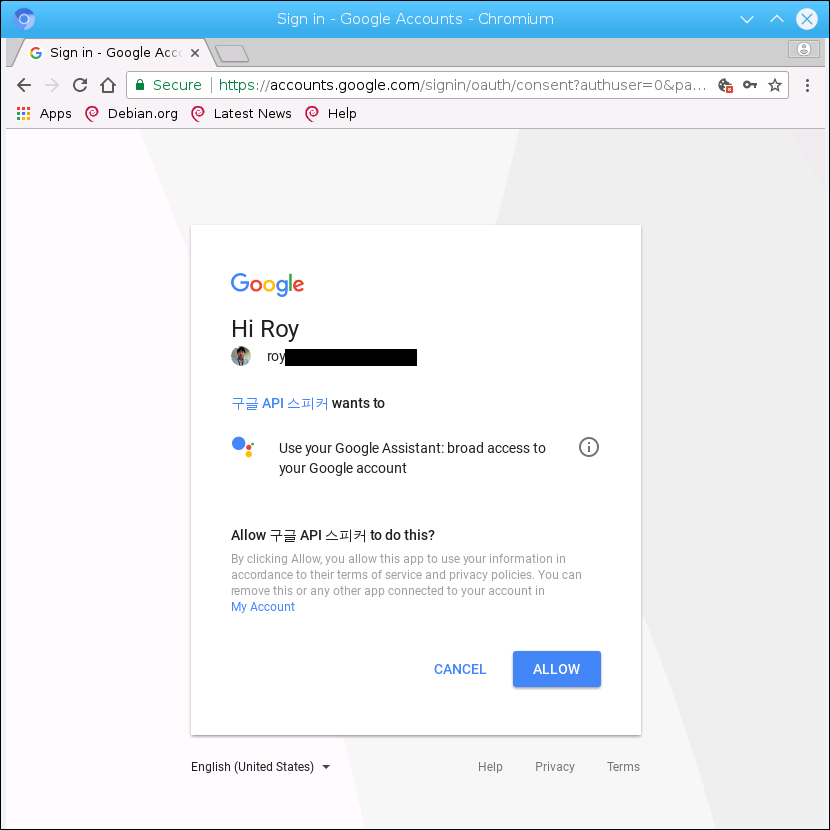 Sign in - Google Accounts - Chromium
Sign in - Google Acco
Secure https://accounts.google.com/signin/oauth/consent?authuser=0&pa...
Apps Debian.org Latest News Help
Google
Hi Roy
roy
구글 API 스피커 wants to
Use your Google Assistant: broad access to
your Google account
Allow 구글 API 스피커 to do this?
By clicking Allow, you allow this app to use your information in
accordance to their terms of service and privacy policies. You can
remove this or any other app connected to your account in
My Account
CANCEL ALLOW
English (United States) Help Privacy Terms